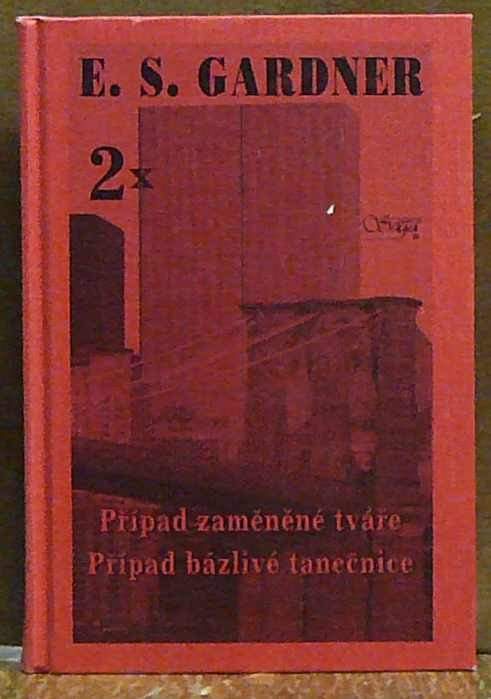 E. S. GARDNER
2x
Případ zaměněné tváře
Případ bázlivé tanečnice